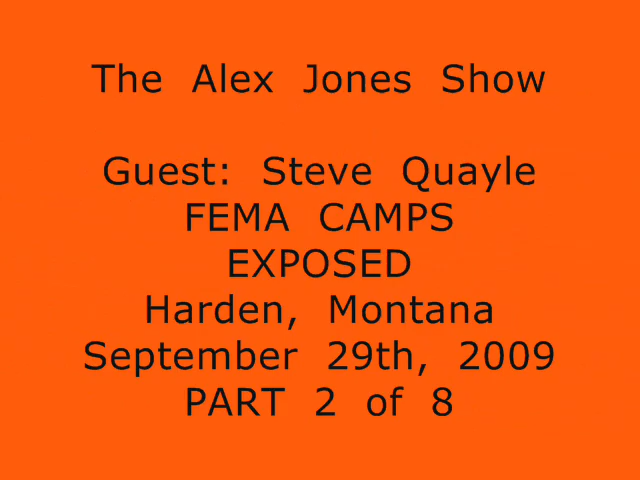 The Alex Jones Show
Guest: Steve Quayle
FEMA CAMPS
EXPOSED
Harden, Montana
September 29th, 2009
PART 2 of 8